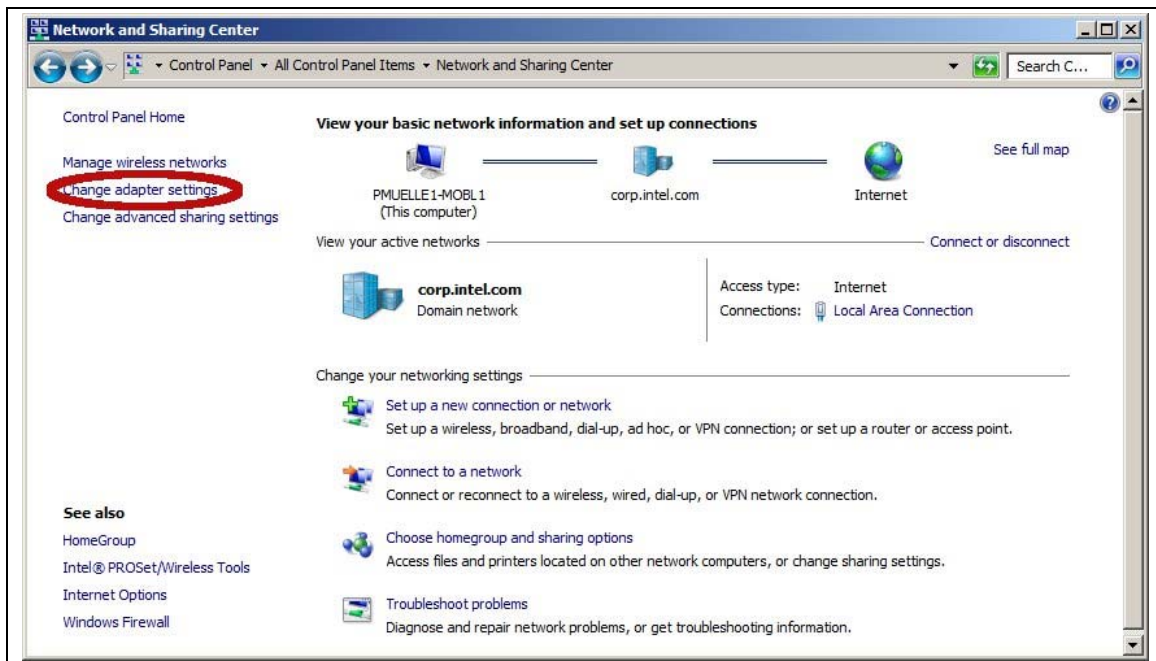 Network and Sharing Center
Control Panel All Control Panel Items Network and Sharing Center Search C...
Control Panel Home
Manage wireless networks
Change adapter settings
Change advanced sharing settings
View your basic network information and set up connections
See full map
PMUELLE1-MOBL1
(This computer)
corp.intel.com
Internet
View your active networks
Connect or disconnect
corp.intel.com
Domain network
Access type: Internet
Connections: Local Area Connection
Change your networking settings
Set up a new connection or network
Set up a wireless, broadband, dial-up, ad hoc, or VPN connection; or set up a router or access point.
Connect to a network
Connect or reconnect to a wireless, wired, dial-up, or VPN network connection.
Choose homegroup and sharing options
Access files and printers located on other network computers, or change sharing settings.
Troubleshoot problems
Diagnose and repair network problems, or get troubleshooting information.
See also
HomeGroup
Intel® PROSet/Wireless Tools
Internet Options
Windows Firewall